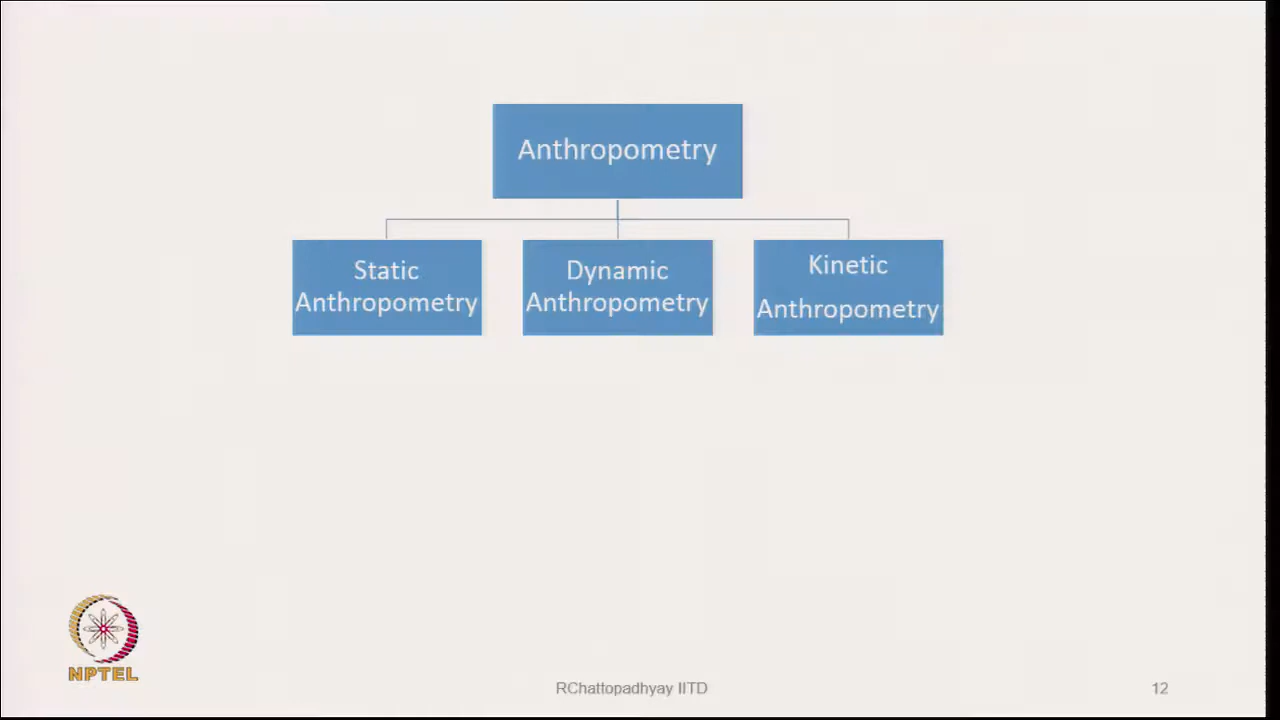 Anthropometry
Static
Anthropometry
Dynamic
Anthropometry
Kinetic
Anthropometry
NPTEL
RChattopadhyay IITD
12